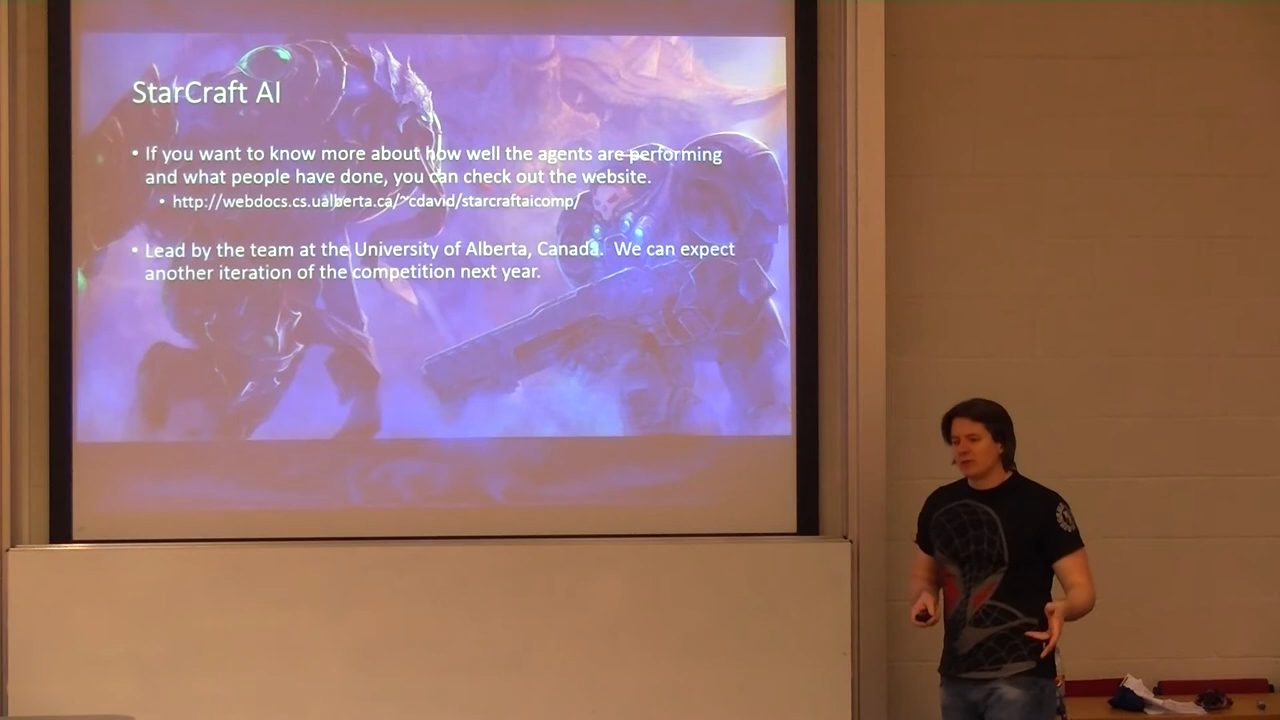 StarCraft AI
• If you want to know more about how well the agents are performing
and what people have done, you can check out the website.
• http://webdocs.cs.ualberta.ca/~cdavid/starcraftaicomp/
• Lead by the team at the University of Alberta, Canada. We can expect
another iteration of the competition next year.